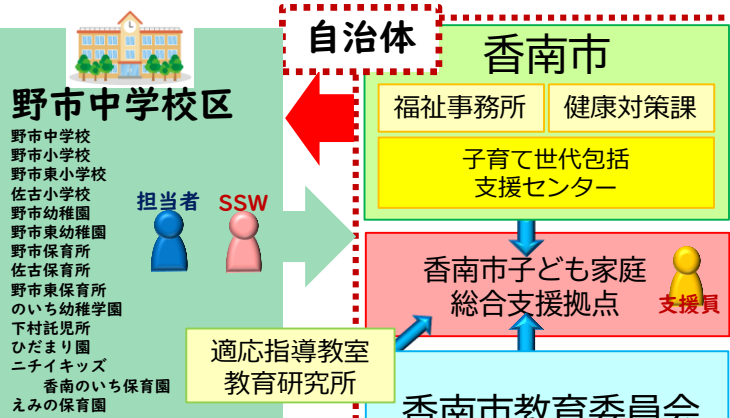 自治体
野市中学校区
野市中学校
野市小学校
野市東小学校
佐古小学校
野市幼稚園
野市東幼稚園
野市保育所
佐古保育所
野市東保育所
のいち幼稚学園
下村託児所
ひだまり園
ニチイキッズ
香南のいち保育園
えみの保育園
担当者
SSW
香南市
福祉事務所
健康対策課
子育て世代包括
支援センター
香南市子ども家庭
総合支援拠点
支援員
適応指導教室
教育研究所
香南市教育委員会